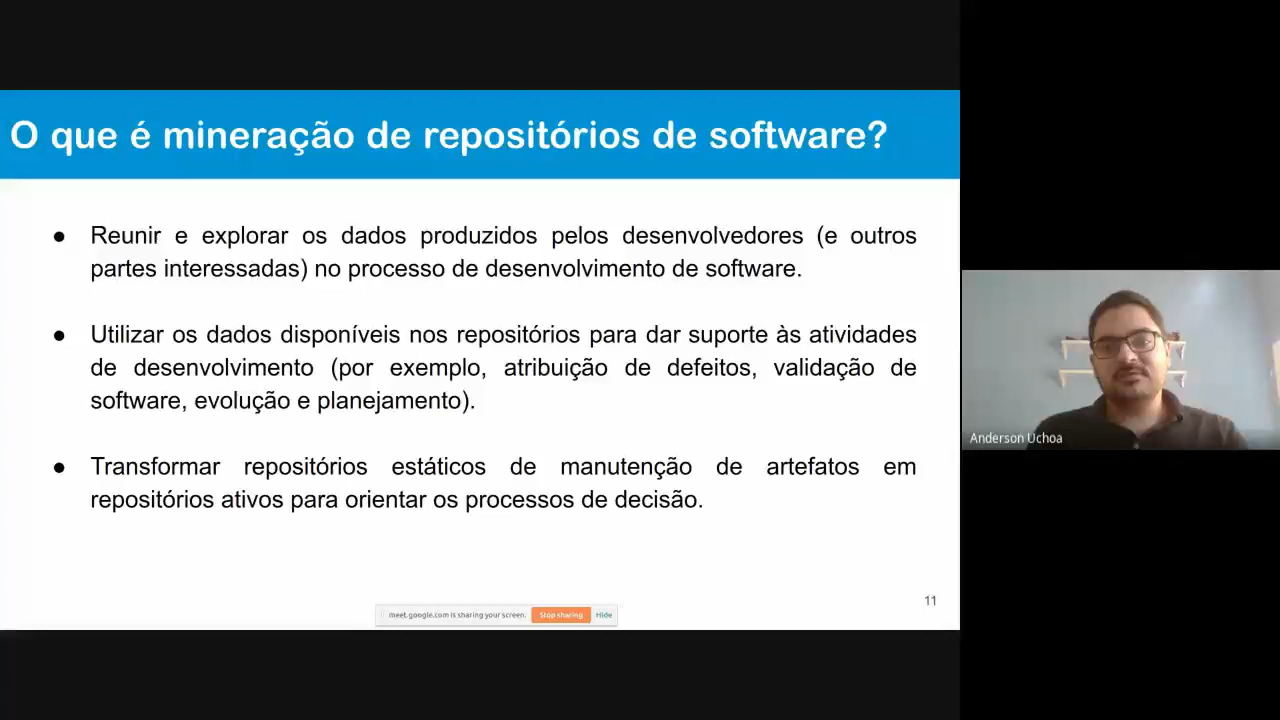 O que é mineração de repositórios de software?
● Reunir e explorar os dados produzidos pelos desenvolvedores (e outros
partes interessadas) no processo de desenvolvimento de software.
● Utilizar os dados disponíveis nos repositórios para dar suporte às atividades
de desenvolvimento (por exemplo, atribuição de defeitos, validação de
software, evolução e planejamento).
● Transformar repositórios estáticos de manutenção de artefatos em
repositórios ativos para orientar os processos de decisão.
11
meet.google.com is sharing your screen. Stop sharing Hide
Anderson Uchoa